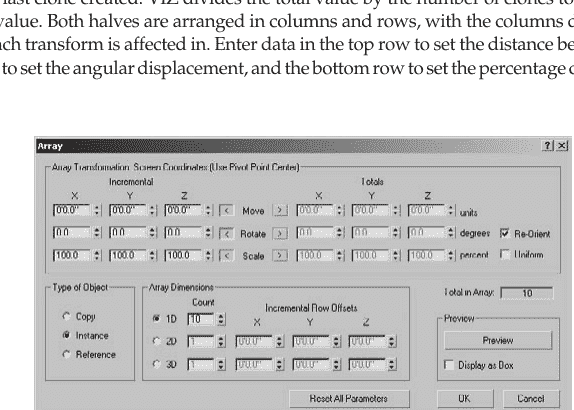 last clone created. VIZ divides the total value by the number of clones to
value. Both halves are arranged in columns and rows, with the columns
ach transform is affected in. Enter data in the top row to set the distance be
to set the angular displacement, and the bottom row to set the percentage
Array
Array Transformation: Screen Coordinates (Use Pivot Point Center)
Incremental Totals
X Y Z X Y Z
0'0.0" 0'0.0" 0'0.0" < Move > 0'0.0" 0'0.0" 0'0.0" units
0.0 0.0 0.0 < Rotate > 0.0 0.0 0.0 degrees Re-Orient
100.0 100.0 100.0 < Scale > 100.0 100.0 100.0 percent Uniform
Type of Object
Copy
Instance
Reference
Array Dimensions
Count
Incremental Row Offsets
X Y Z
1D 10
2D 1 0'0.0" 0'0.0" 0'0.0"
3D 1 0'0.0" 0'0.0" 0'0.0"
Total in Array: 10
Preview
Preview
Display as Box
Reset All Parameters OK Cancel